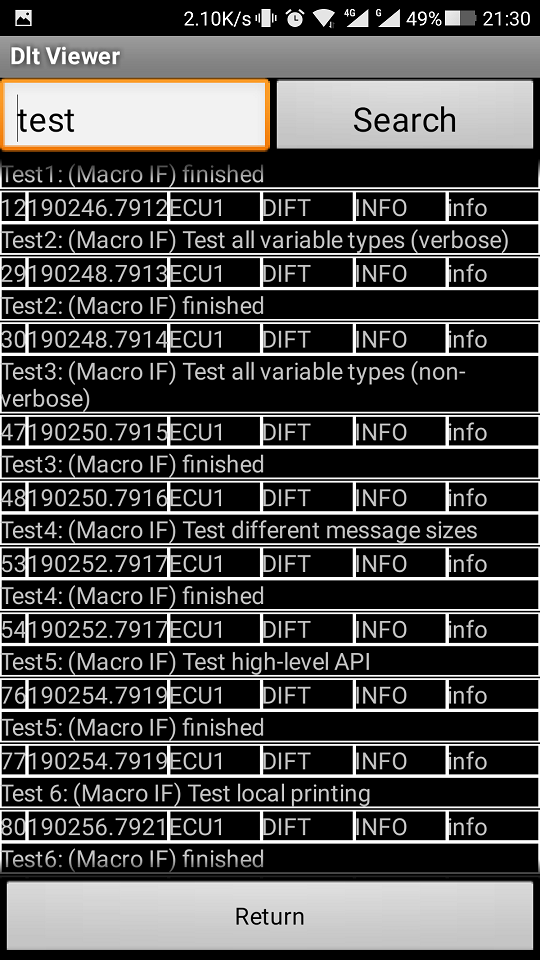 2.10K/s 4G G 49% 21:30
Dlt Viewer
test Search
Test1: (Macro IF) finished
12 190246.7912 ECU1 DIFT INFO info
Test2: (Macro IF) Test all variable types (verbose)
29 190248.7913 ECU1 DIFT INFO info
Test2: (Macro IF) finished
30 190248.7914 ECU1 DIFT INFO info
Test3: (Macro IF) Test all variable types (non-
verbose)
47 190250.7915 ECU1 DIFT INFO info
Test3: (Macro IF) finished
48 190250.7916 ECU1 DIFT INFO info
Test4: (Macro IF) Test different message sizes
53 190252.7917 ECU1 DIFT INFO info
Test4: (Macro IF) finished
54 190252.7917 ECU1 DIFT INFO info
Test5: (Macro IF) Test high-level API
76 190254.7919 ECU1 DIFT INFO info
Test5: (Macro IF) finished
77 190254.7919 ECU1 DIFT INFO info
Test 6: (Macro IF) Test local printing
80 190256.7921 ECU1 DIFT INFO info
Test6: (Macro IF) finished
Return